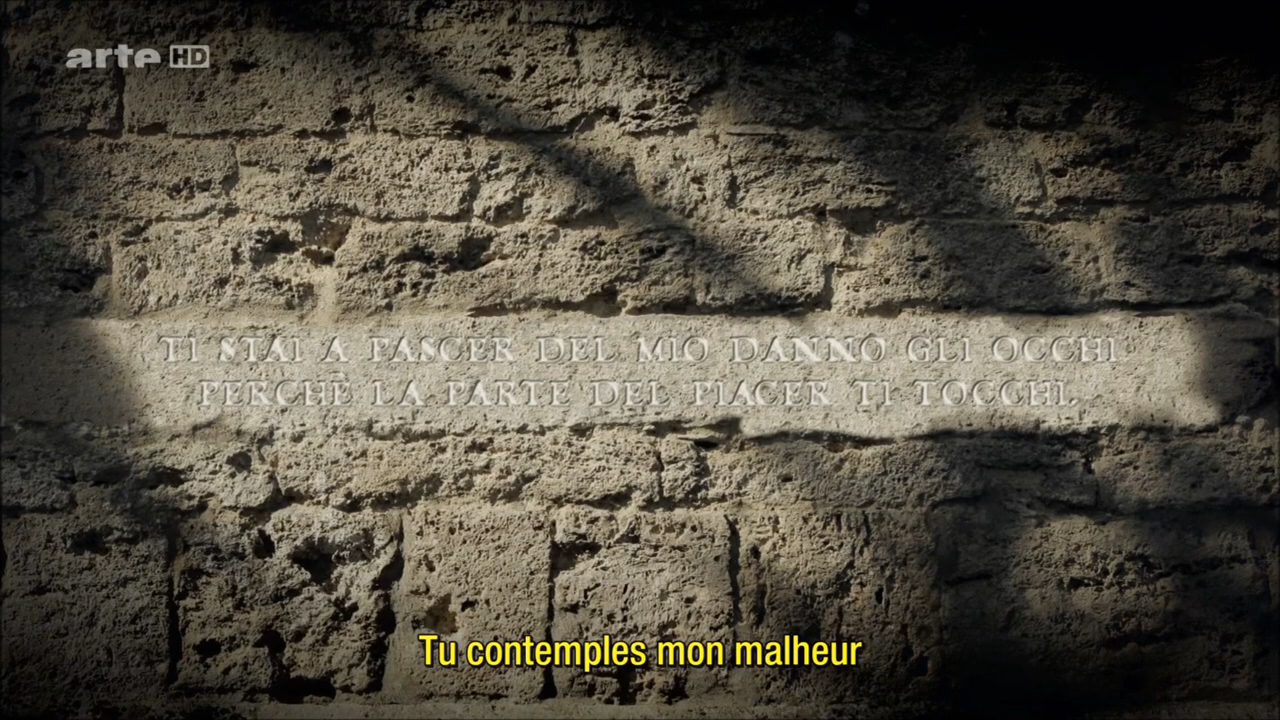 arte HD
TI STAI A PASCER DEL MIO DANNO GLI OCCHI
PERCHÈ LA PARTE DEL PIACER TI TOCCHI.
Tu contemples mon malheur